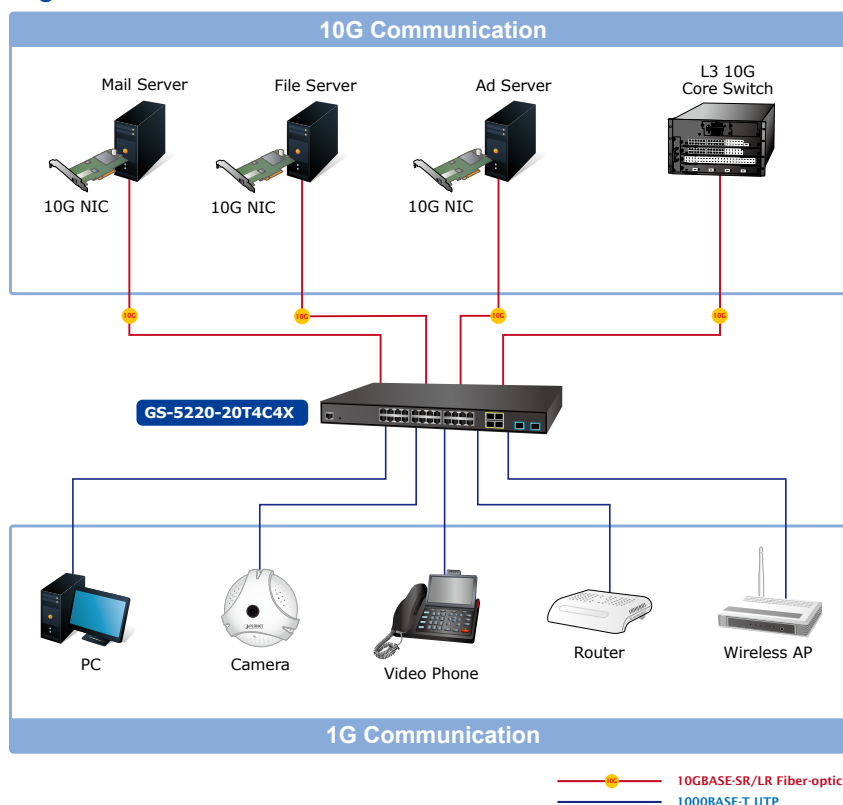 10G Communication
Mail Server
File Server
Ad Server
L3 10G
Core Switch
10G NIC
10G NIC
10G NIC
10G
10G
10G
10G
GS-5220-20T4C4X
PLANET
PC
Camera
Video Phone
Router
Wireless AP
1G Communication
10G
10GBASE-SR/LR Fiber-optic
1000BASE-T UTP